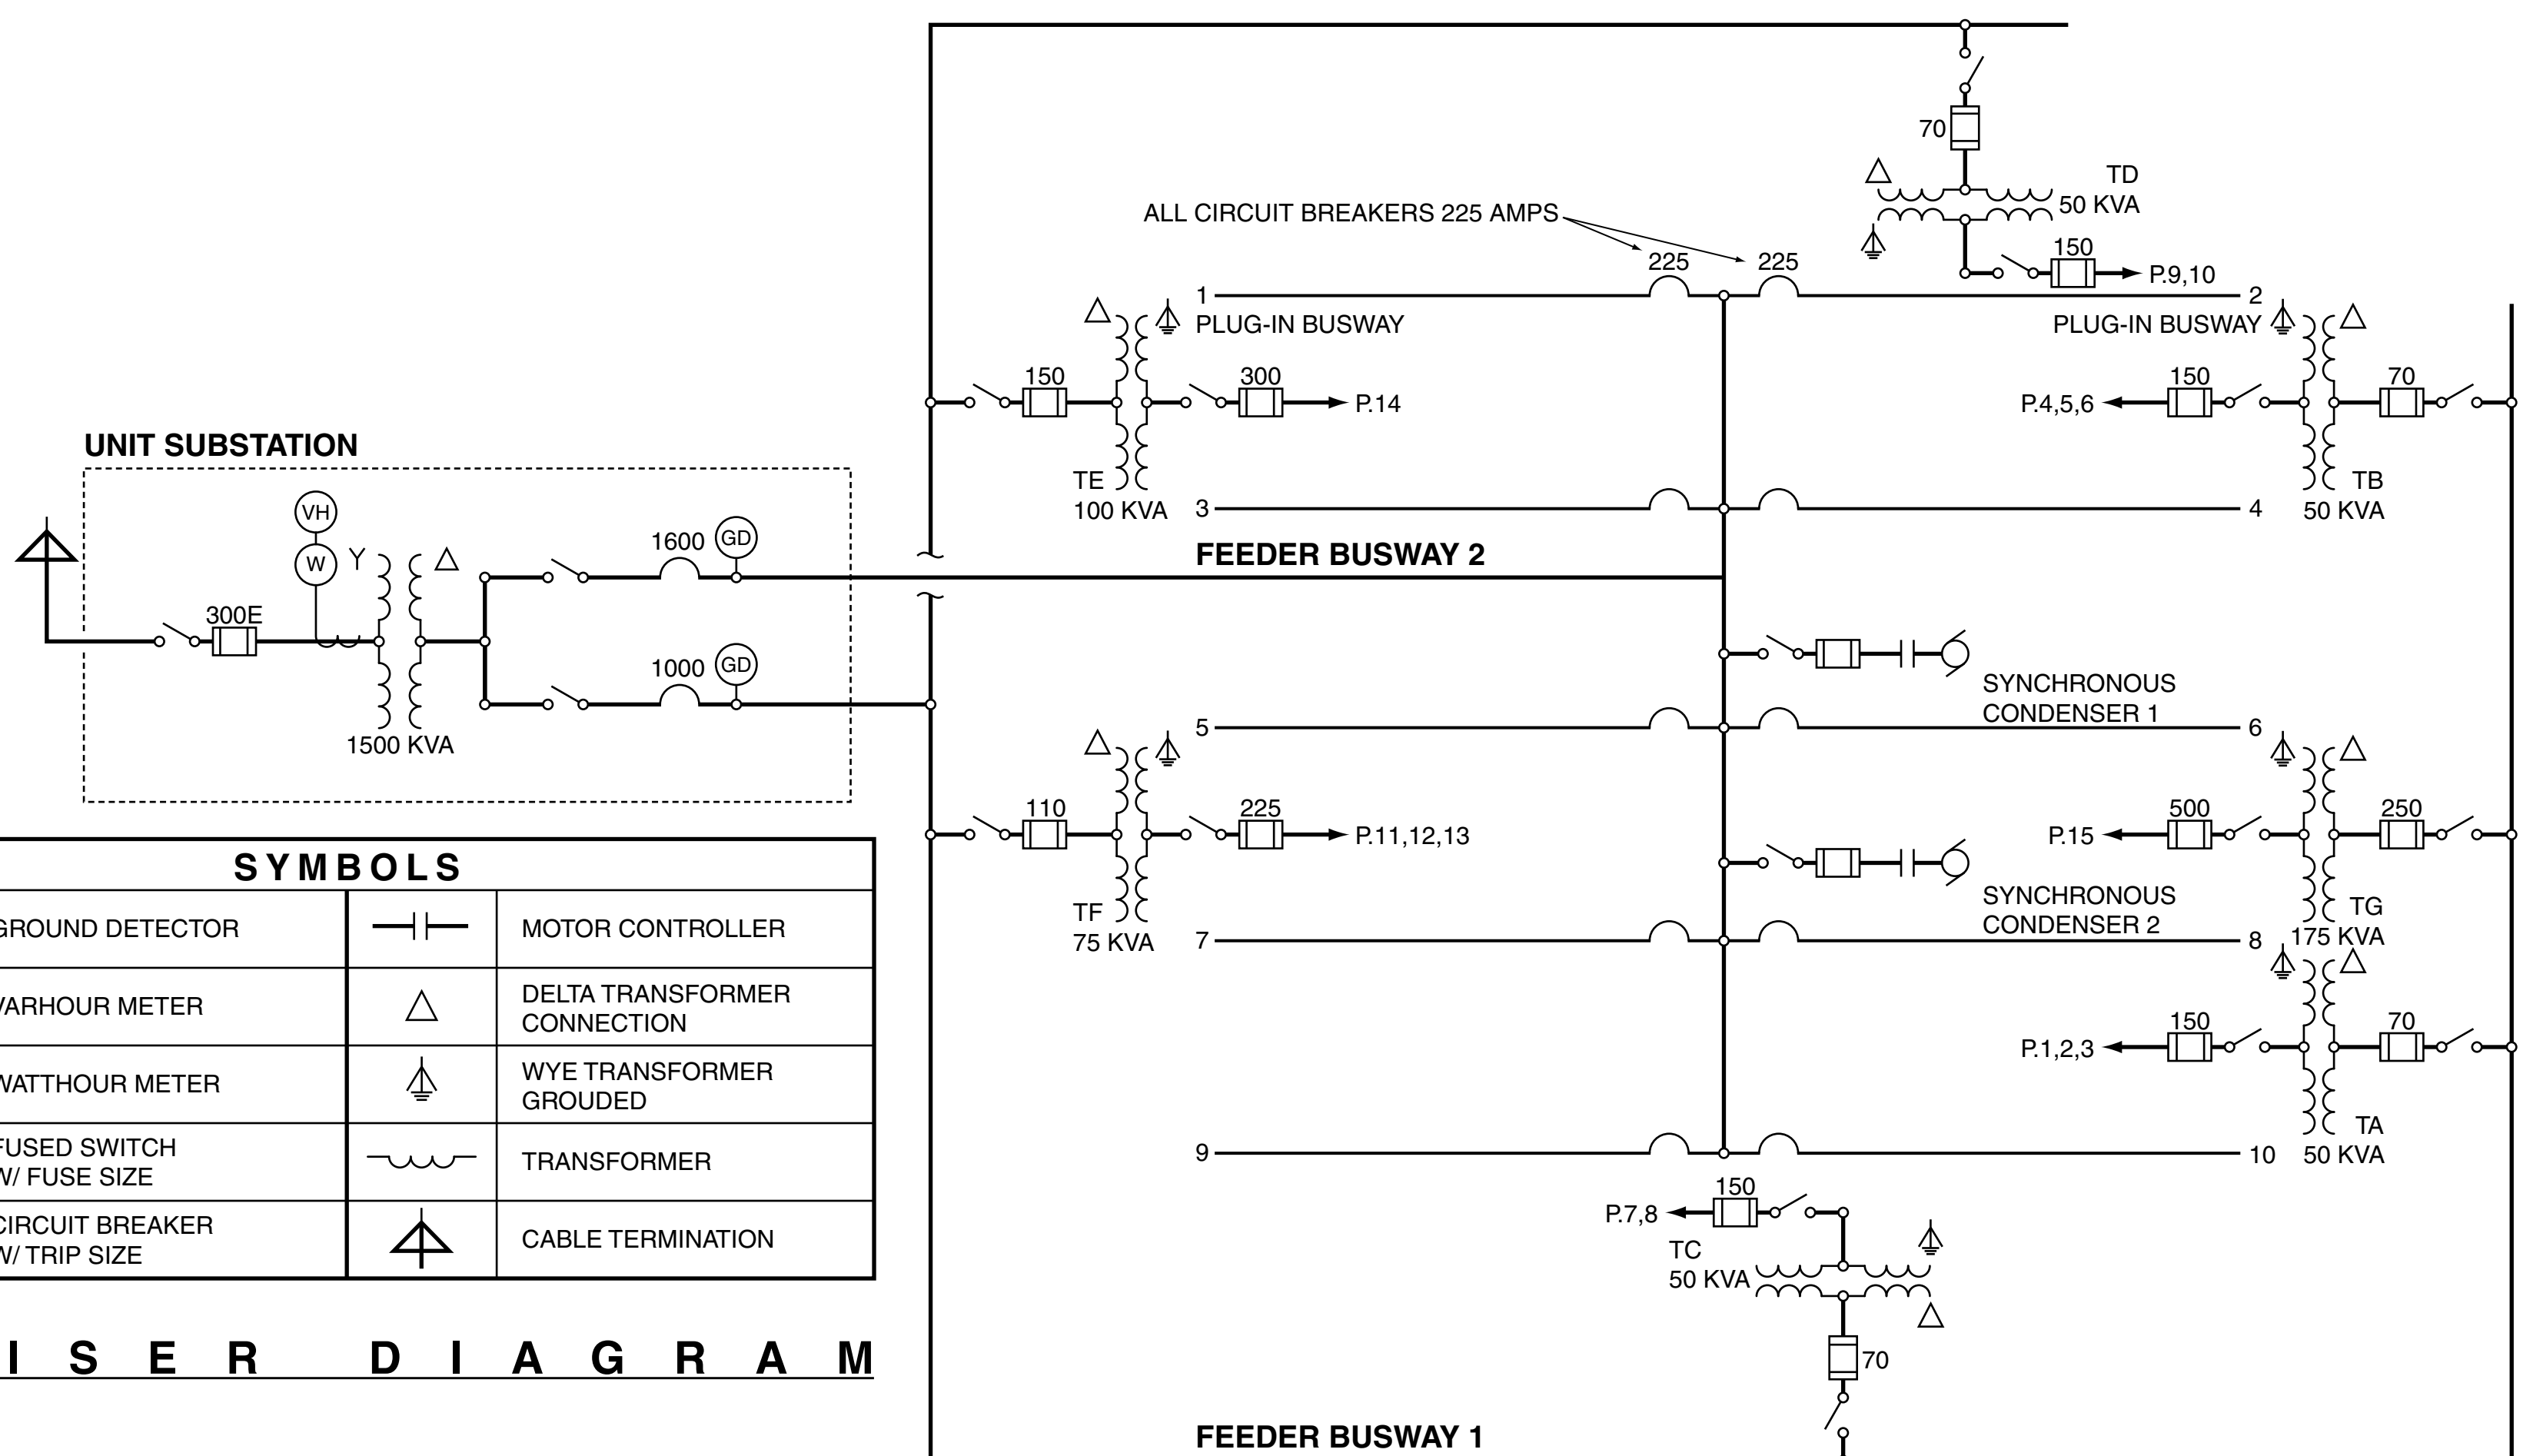 70
TD
50 KVA
ALL CIRCUIT BREAKERS 225 AMPS
225
225
150
P.9,10
1
2
PLUG-IN BUSWAY
PLUG-IN BUSWAY
150
300
P.14
150
70
P.4,5,6
TE
100 KVA
TB
50 KVA
3
4
UNIT SUBSTATION
VH
W
Y
300E
1600
GD
1000
GD
1500 KVA
FEEDER BUSWAY 2
SYNCHRONOUS
CONDENSER 1
5
6
110
225
P.11,12,13
500
250
P.15
TF
75 KVA
SYNCHRONOUS
CONDENSER 2
TG
175 KVA
7
8
150
70
P.1,2,3
TA
50 KVA
9
10
150
P.7,8
TC
50 KVA
70
FEEDER BUSWAY 1
SYMBOLS
GROUND DETECTOR
MOTOR CONTROLLER
VARHOUR METER
DELTA TRANSFORMER
CONNECTION
WATTHOUR METER
WYE TRANSFORMER
GROUDED
FUSED SWITCH
W/ FUSE SIZE
TRANSFORMER
CIRCUIT BREAKER
W/ TRIP SIZE
CABLE TERMINATION
ISER DIAGRAM